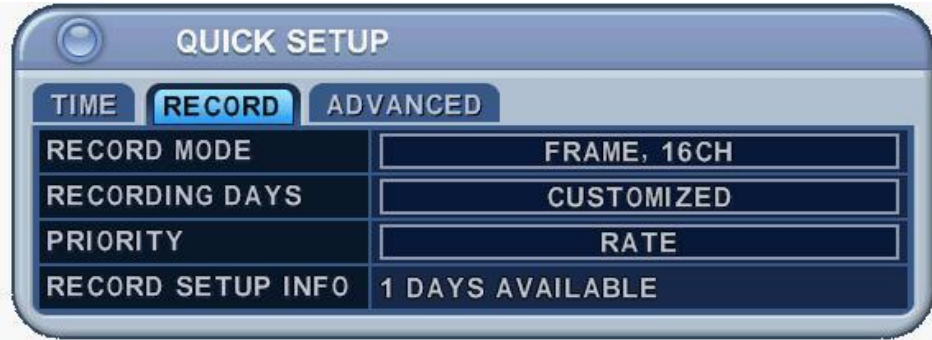 QUICK SETUP
TIME RECORD ADVANCED
RECORD MODE FRAME, 16CH
RECORDING DAYS CUSTOMIZED
PRIORITY RATE
RECORD SETUP INFO 1 DAYS AVAILABLE